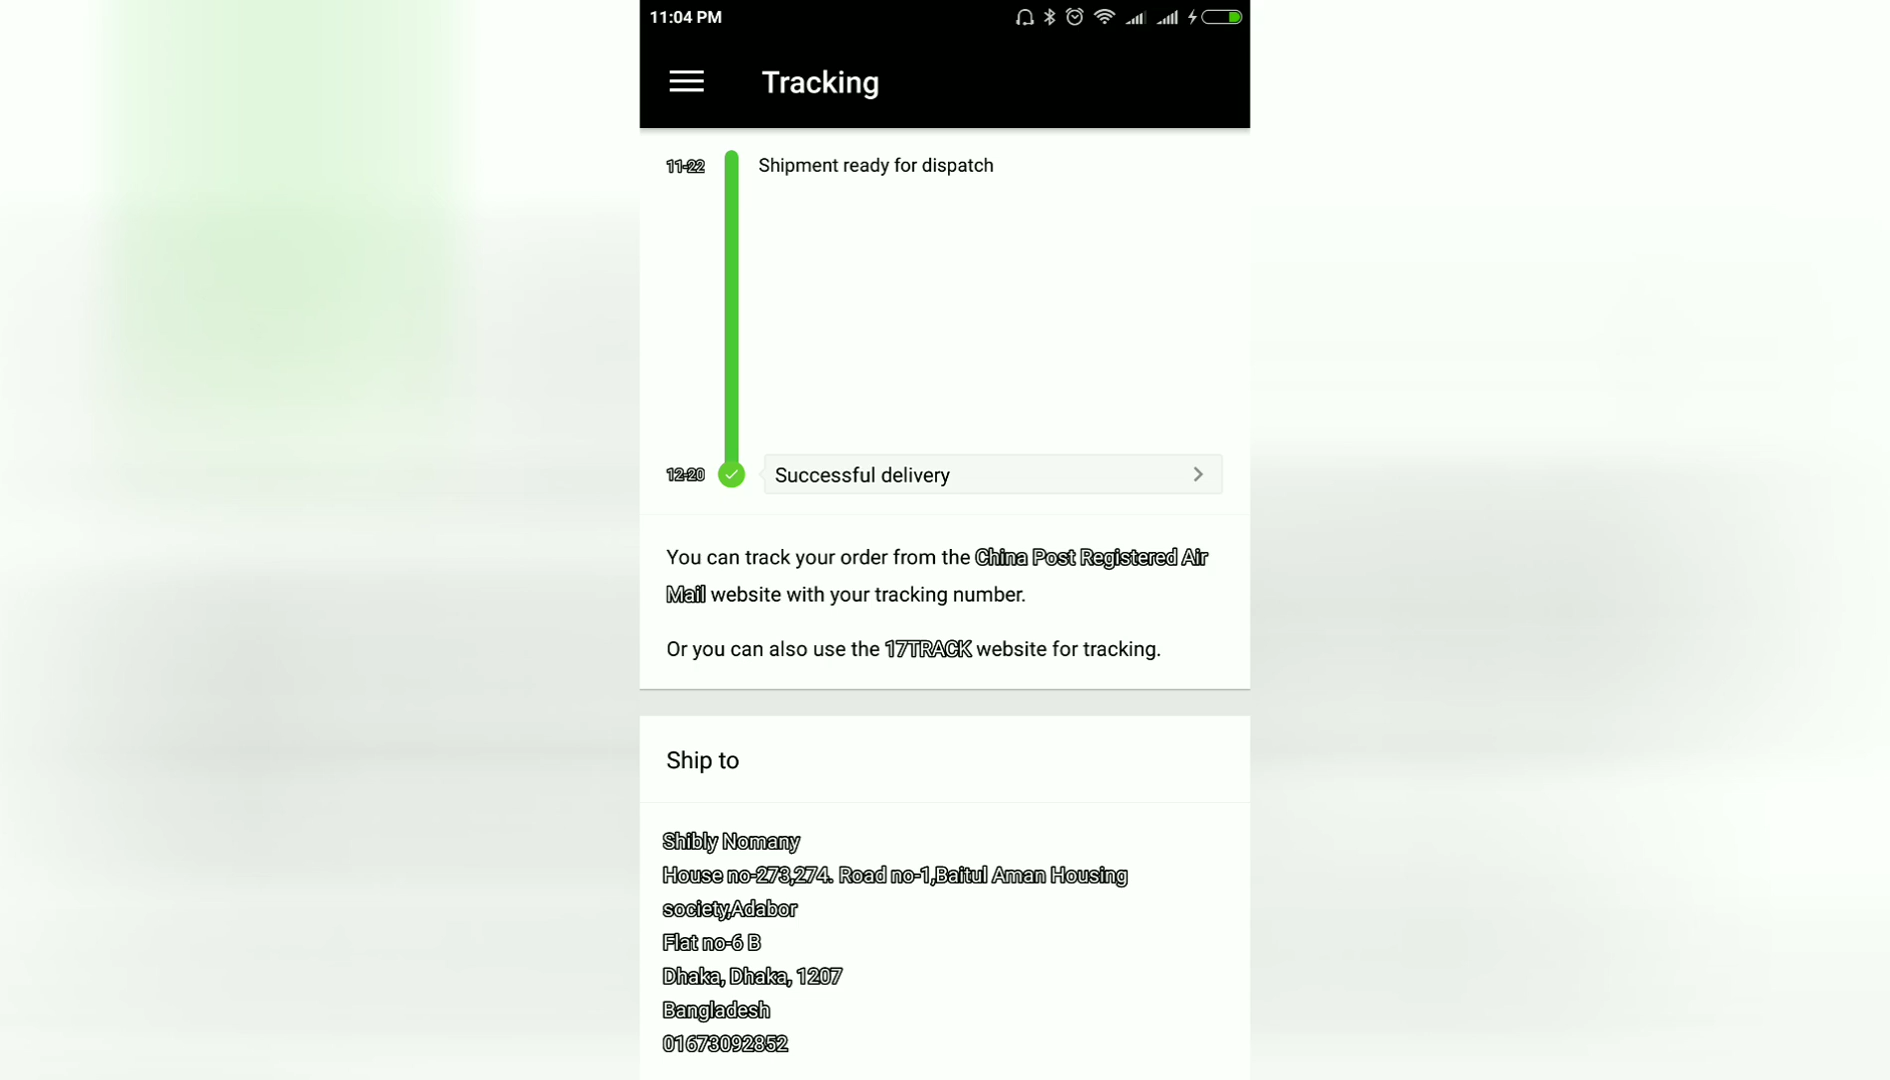 11:04 PM
Tracking
11-22 Shipment ready for dispatch
12-20 Successful delivery
You can track your order from the China Post Registered Air
Mail website with your tracking number.
Or you can also use the 17TRACK website for tracking.
Ship to
Shibly Nomany
House no-273,274. Road no-1,Baitul Aman Housing
society,Adabor
Flat no-6 B
Dhaka, Dhaka, 1207
Bangladesh
01673092852